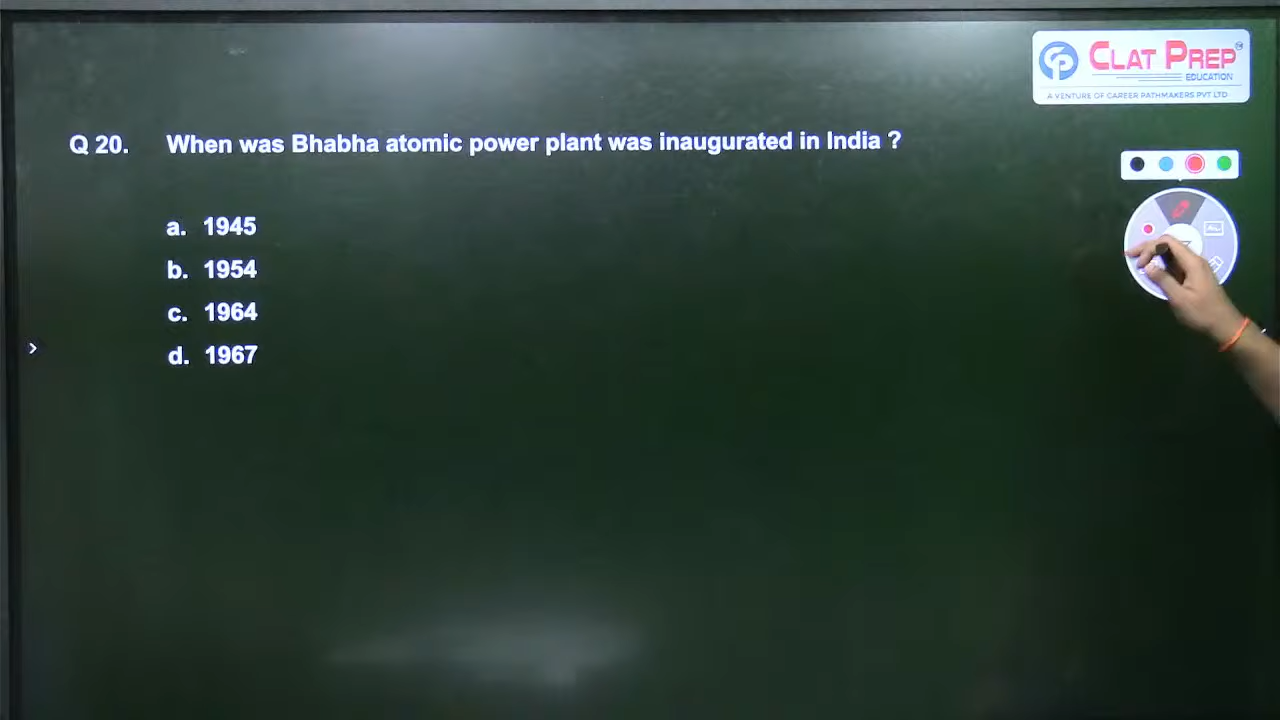 CLAT PREP
EDUCATION
A VENTURE OF CAREER PATHMAKERS PVT LTD
Q 20. When was Bhabha atomic power plant was inaugurated in India ?
a. 1945
b. 1954
c. 1964
d. 1967